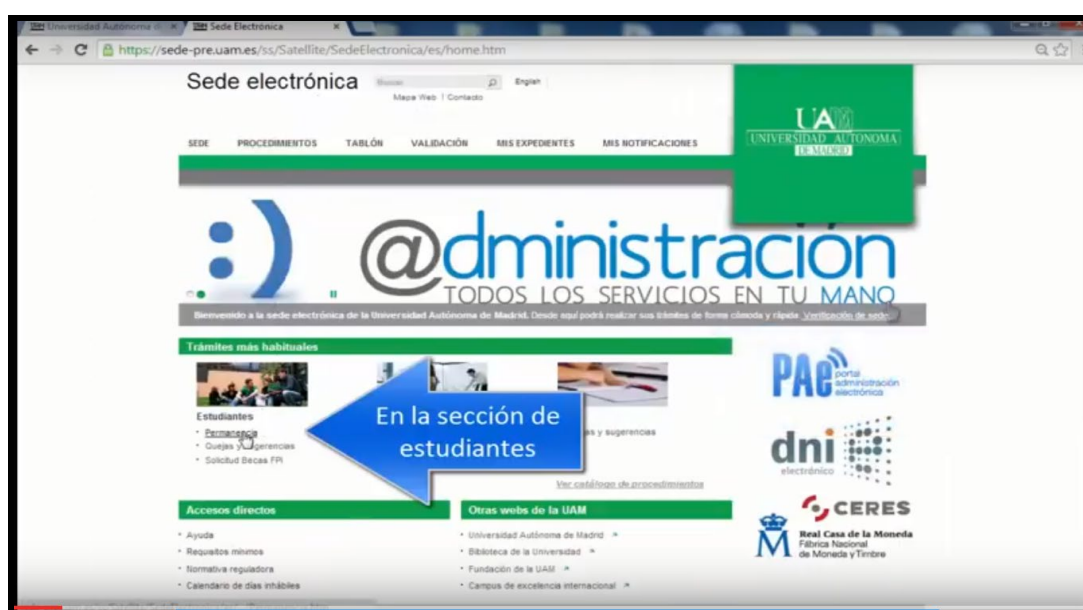 Universidad Autónoma
Sede Electrónica
https://sede-pre.uam.es/ss/Satellite/SedeElectronica/es/home.htm
Sede electrónica
Buscar
English
Mapa Web | Contacto
SEDE PROCEDIMIENTOS TABLÓN VALIDACIÓN MIS EXPEDIENTES MIS NOTIFICACIONES
UAM
UNIVERSIDAD AUTONOMA
DE MADRID
:) @dministración
TODOS LOS SERVICIOS EN TU MANO
Bienvenido a la sede electrónica de la Universidad Autónoma de Madrid. Desde aquí podrá realizar sus trámites de forma cómoda y rápida. Verificación de sede
Trámites más habituales
Estudiantes
Permanencia
Quejas y sugerencias
Solicitud Becas FPI
En la sección de
estudiantes
y sugerencias
Ver catálogo de procedimientos
PAe portal
administración
electrónica
dni
electrónico
CERES
Real Casa de la Moneda
Fábrica Nacional
de Moneda y Timbre
Accesos directos
Ayuda
Requisitos mínimos
Normativa reguladora
Calendario de días inhábiles
Otras webs de la UAM
Universidad Autónoma de Madrid
Biblioteca de la Universidad
Fundación de la UAM
Campus de excelencia internacional